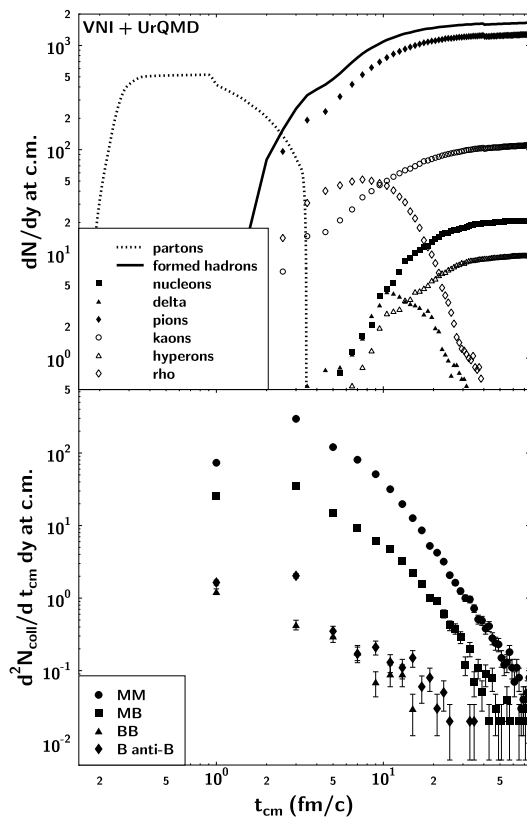 VNI + UrQMD
dN/dy at c.m.
10³
5
2
10²
5
2
10¹
5
2
10⁰
5
partons
formed hadrons
nucleons
delta
pions
kaons
hyperons
rho
d²N_coll/d t_cm dy at c.m.
10²
10¹
10⁰
10⁻¹
10⁻²
MM
MB
BB
B anti-B
2 5 10⁰ 2 5 10¹ 2 5
t_cm (fm/c)